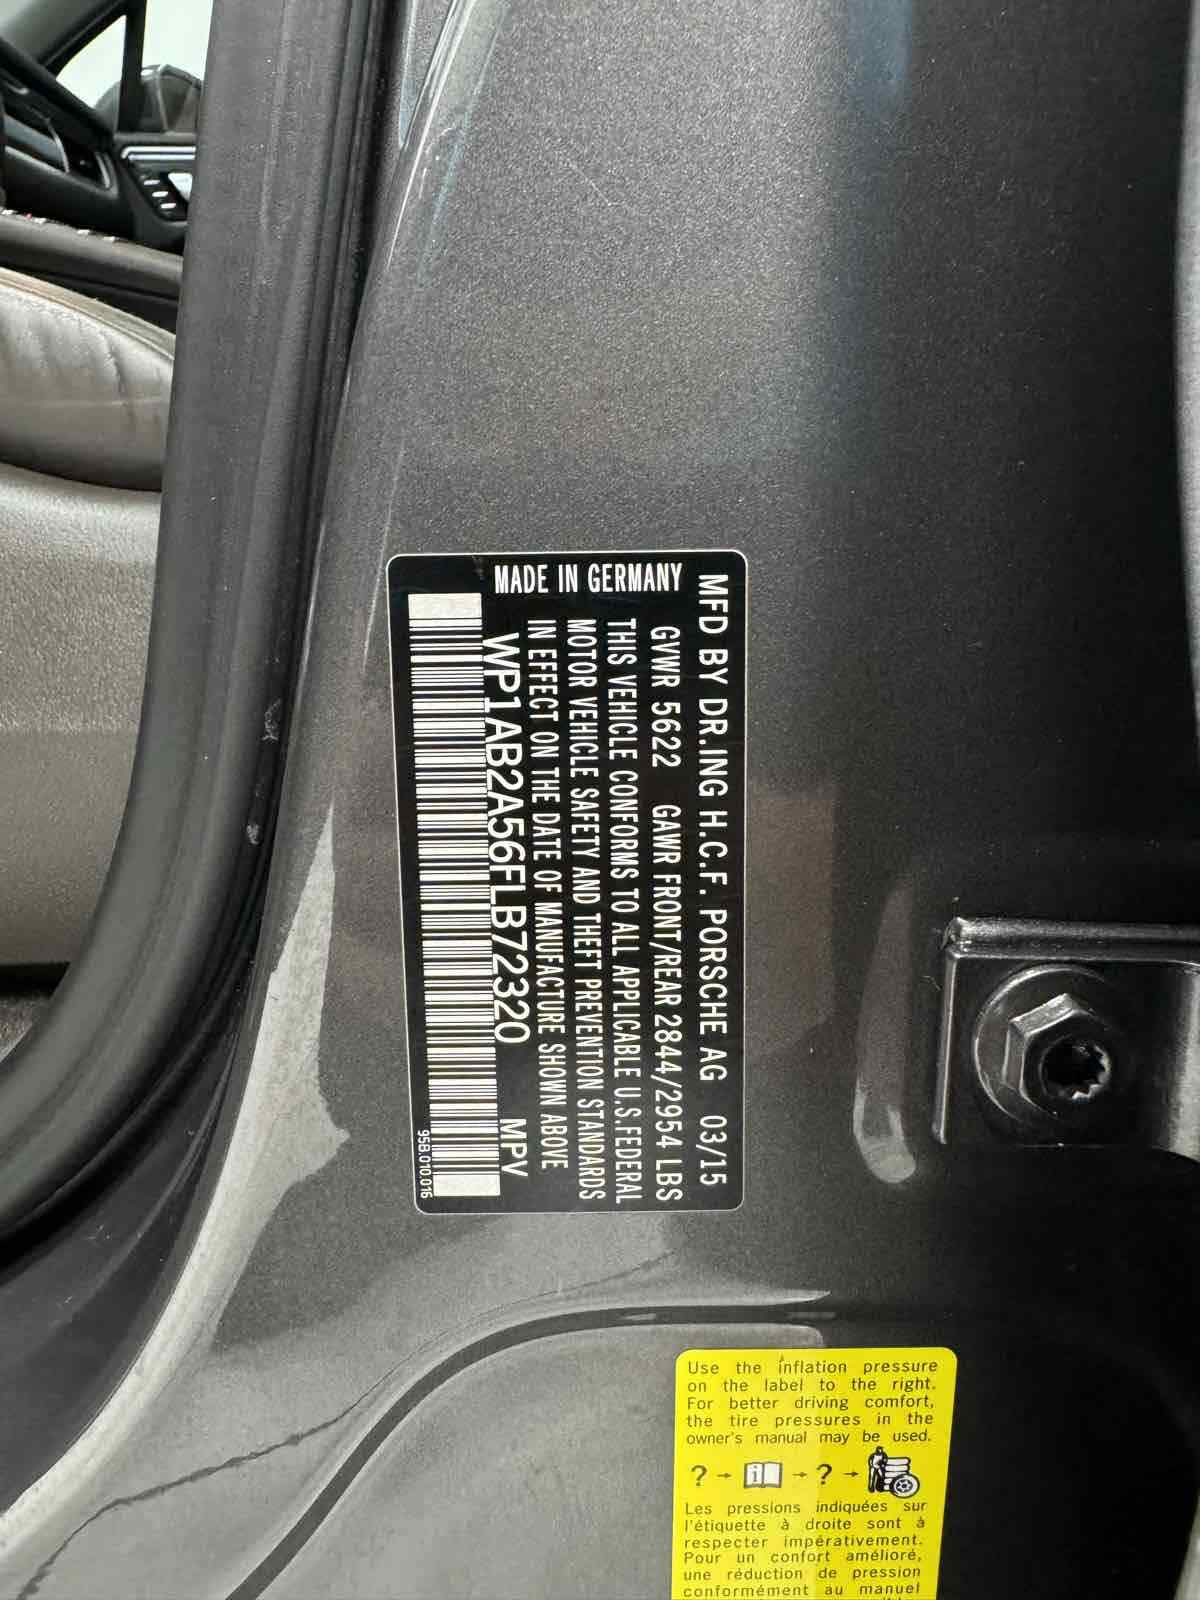 MFD BY DR.ING H.C.F. PORSCHE AG 03/15
GVWR 5622 GAWR FRONT/REAR 2844/2954 LBS
THIS VEHICLE CONFORMS TO ALL APPLICABLE U.S.FEDERAL
MOTOR VEHICLE SAFETY AND THEFT PREVENTION STANDARDS
IN EFFECT ON THE DATE OF MANUFACTURE SHOWN ABOVE
MADE IN GERMANY
WP1AB2A56FLB72320 MPV
95B.010.016
Use the inflation pressure
on the label to the right.
For better driving comfort,
the tire pressures in the
owner's manual may be used.
? → i → ? →
Les pressions indiquées sur
l'étiquette à droite sont à
respecter impérativement.
Pour un confort amélioré,
une réduction de pression
conformément au manuel